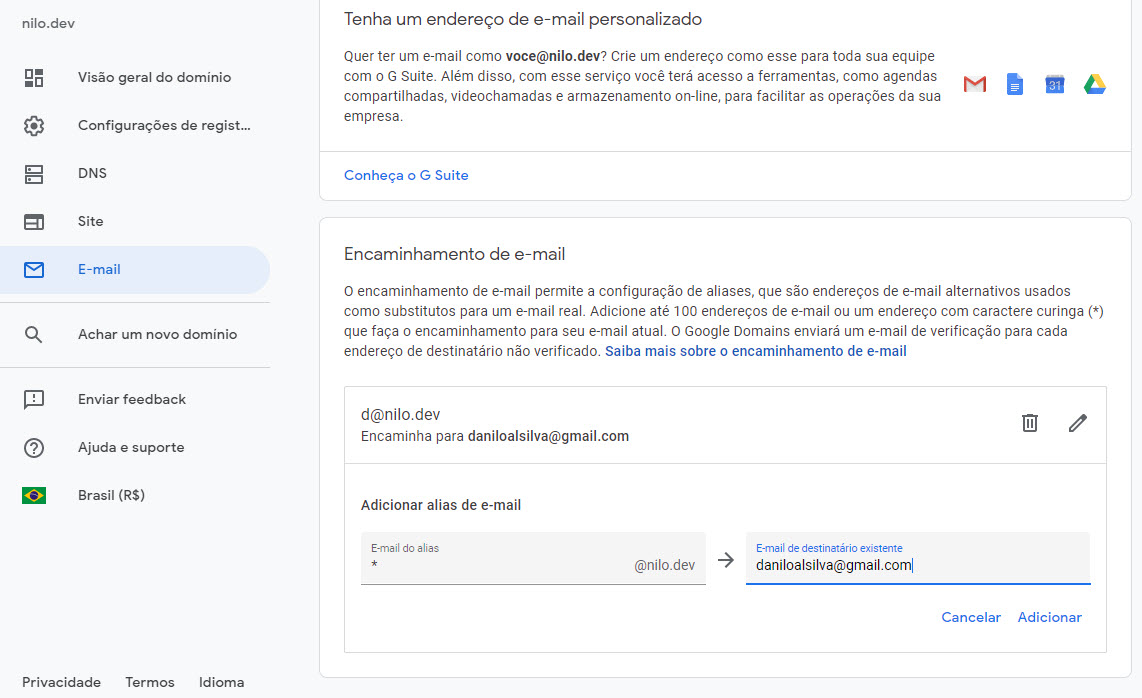 nilo.dev
Visão geral do domínio
Configurações de regist...
DNS
Site
E-mail
Achar um novo domínio
Enviar feedback
Ajuda e suporte
Brasil (R$)
Privacidade Termos Idioma
Tenha um endereço de e-mail personalizado
Quer ter um e-mail como voce@nilo.dev? Crie um endereço como esse para toda sua equipe
com o G Suite. Além disso, com esse serviço você terá acesso a ferramentas, como agendas
compartilhadas, videochamadas e armazenamento on-line, para facilitar as operações da sua
empresa.
31
Conheça o G Suite
Encaminhamento de e-mail
O encaminhamento de e-mail permite a configuração de aliases, que são endereços de e-mail alternativos usados
como substitutos para um e-mail real. Adicione até 100 endereços de e-mail ou um endereço com caractere curinga (*)
que faça o encaminhamento para seu e-mail atual. O Google Domains enviará um e-mail de verificação para cada
endereço de destinatário não verificado. Saiba mais sobre o encaminhamento de e-mail
d@nilo.dev
Encaminha para daniloalsilva@gmail.com
Adicionar alias de e-mail
E-mail do alias
* @nilo.dev
E-mail de destinatário existente
daniloalsilva@gmail.com
Cancelar Adicionar